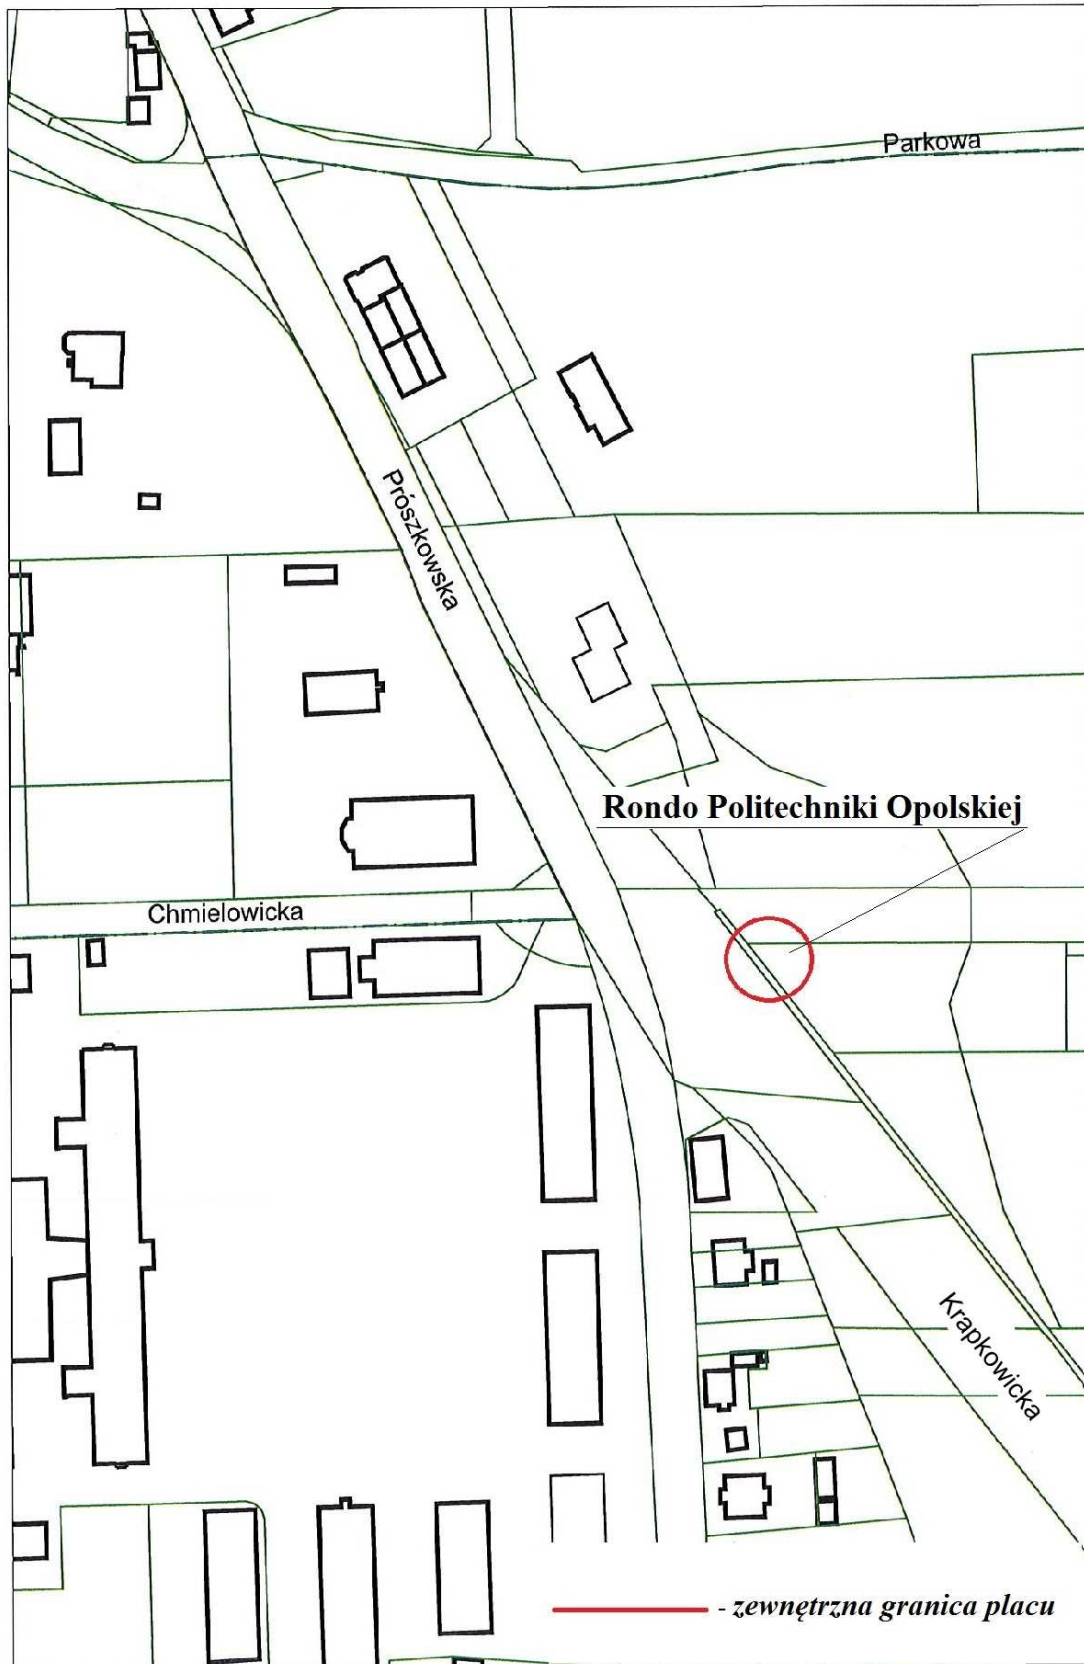 Parkowa
Prószkowska
Rondo Politechniki Opolskiej
Chmielowicka
Krapkowicka
- zewnętrzna granica placu